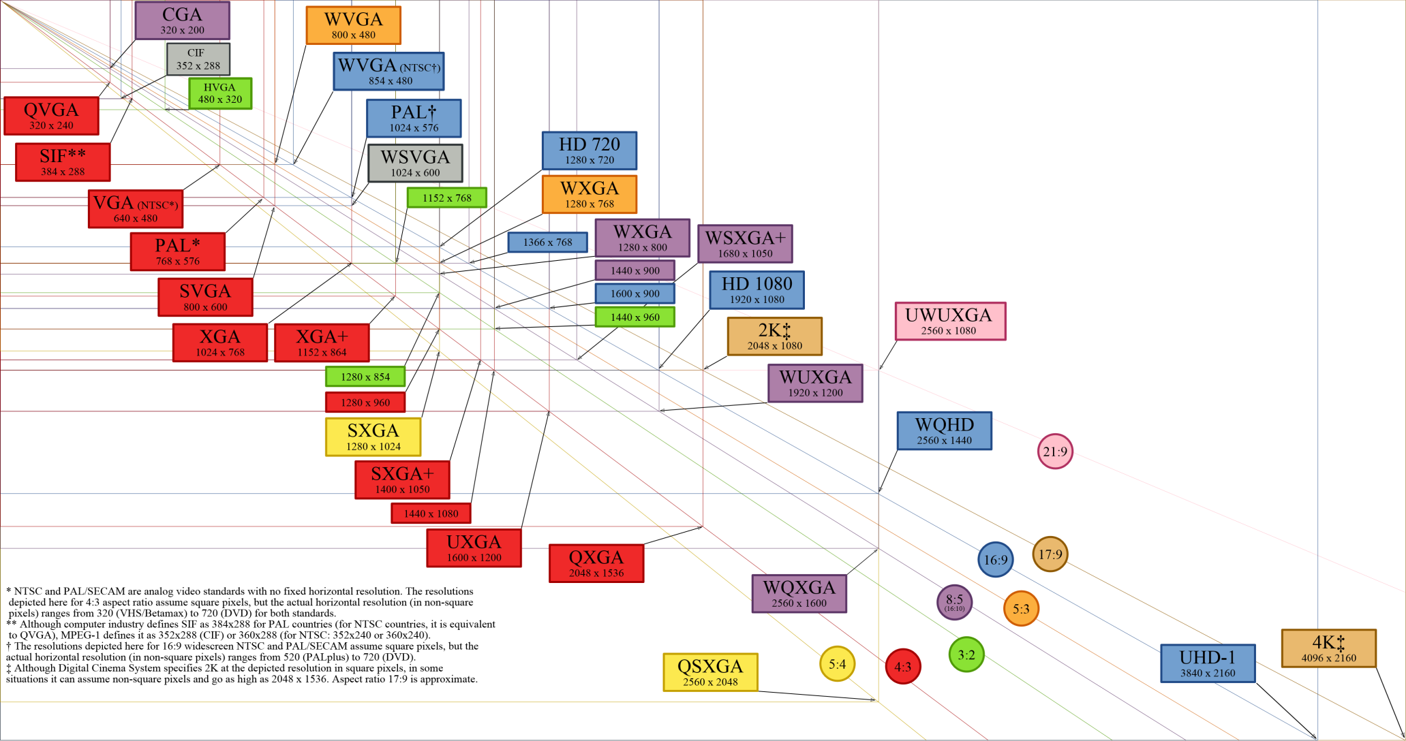 CGA
320 x 200
CIF
352 x 288
HVGA
480 x 320
QVGA
320 x 240
SIF**
384 x 288
VGA (NTSC*)
640 x 480
PAL*
768 x 576
SVGA
800 x 600
XGA
1024 x 768
XGA+
1152 x 864
1280 x 854
1280 x 960
SXGA
1280 x 1024
SXGA+
1400 x 1050
1440 x 1080
UXGA
1600 x 1200
QXGA
2048 x 1536
WVGA
800 x 480
WVGA (NTSC†)
854 x 480
PAL†
1024 x 576
WSVGA
1024 x 600
1152 x 768
HD 720
1280 x 720
WXGA
1280 x 768
1366 x 768
WXGA
1280 x 800
1440 x 900
1600 x 900
1440 x 960
WSXGA+
1680 x 1050
HD 1080
1920 x 1080
2K‡
2048 x 1080
WUXGA
1920 x 1200
UWUXGA
2560 x 1080
WQHD
2560 x 1440
21:9
16:9
17:9
8:5
(16:10)
5:3
3:2
4:3
5:4
WQXGA
2560 x 1600
QSXGA
2560 x 2048
UHD-1
3840 x 2160
4K‡
4096 x 2160
* NTSC and PAL/SECAM are analog video standards with no fixed horizontal resolution. The resolutions
depicted here for 4:3 aspect ratio assume square pixels, but the actual horizontal resolution (in non-square
pixels) ranges from 320 (VHS/Betamax) to 720 (DVD) for both standards.
** Although computer industry defines SIF as 384x288 for PAL countries (for NTSC countries, it is equivalent
to QVGA), MPEG-1 defines it as 352x288 (CIF) or 360x288 (for NTSC: 352x240 or 360x240).
† The resolutions depicted here for 16:9 widescreen NTSC and PAL/SECAM assume square pixels, but the
actual horizontal resolution (in non-square pixels) ranges from 520 (PALplus) to 720 (DVD).
‡ Although Digital Cinema System specifies 2K at the depicted resolution in square pixels, in some
situations it can assume non-square pixels and go as high as 2048 x 1536. Aspect ratio 17:9 is approximate.